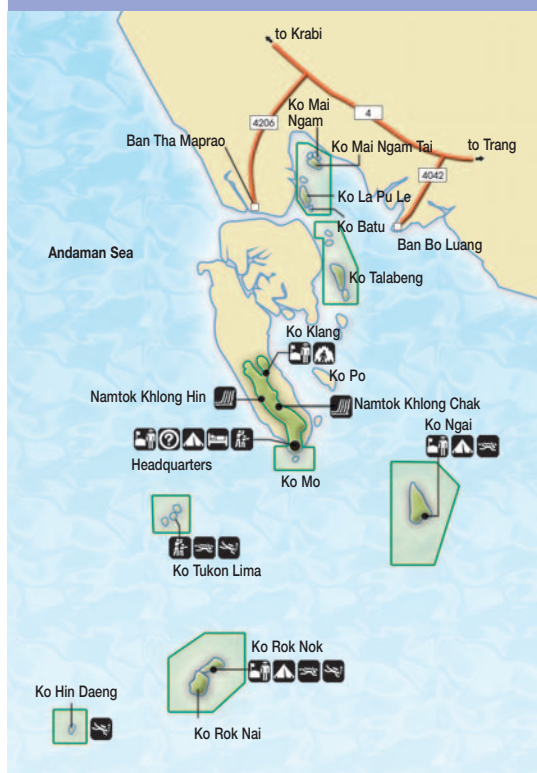 to Krabi
Ko Mai
Ngam
4
4206
Ban Tha Maprao
Ko Mai Ngam Tai
to Trang
4042
Ko La Pu Le
Ko Batu
Ban Bo Luang
Andaman Sea
Ko Talabeng
Ko Klang
Ko Po
Namtok Khlong Hin
Namtok Khlong Chak
Ko Ngai
?
Headquarters
Ko Mo
Ko Tukon Lima
Ko Rok Nok
Ko Hin Daeng
Ko Rok Nai